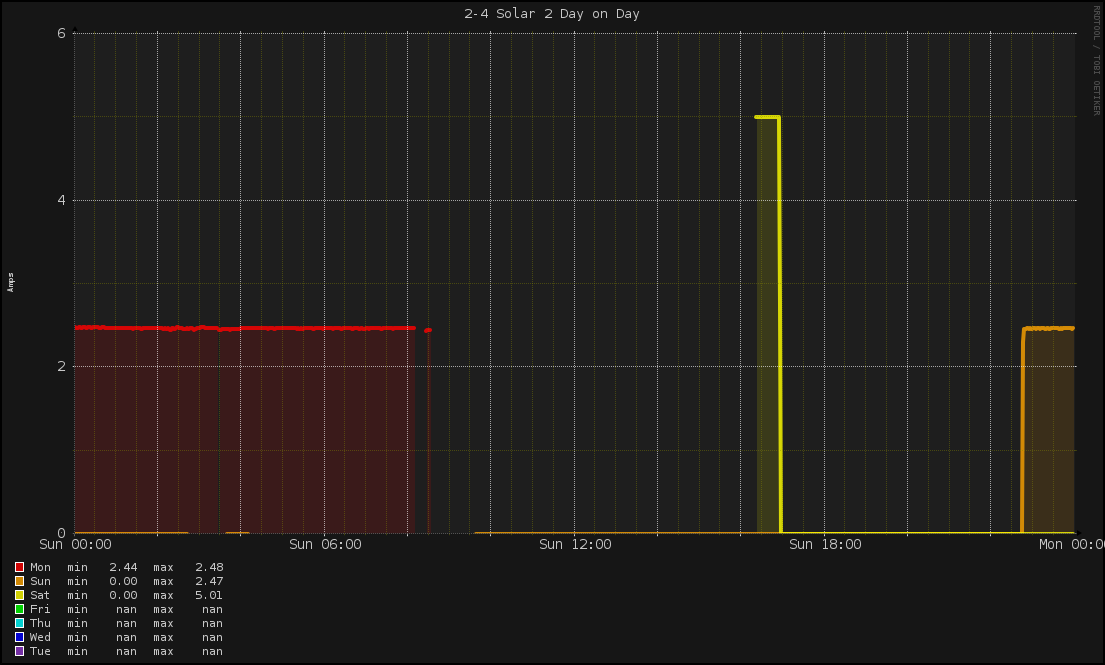 2-4 Solar 2 Day on Day
RRDTOOL / TOBI OETIKER
6
4
2
0
Amps
Sun 00:00 Sun 06:00 Sun 12:00 Sun 18:00 Mon 00:00
Mon min 2.44 max 2.48
Sun min 0.00 max 2.47
Sat min 0.00 max 5.01
Fri min nan max nan
Thu min nan max nan
Wed min nan max nan
Tue min nan max nan